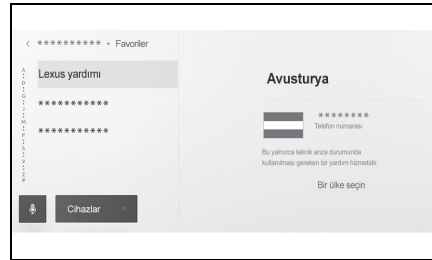 < ********** • Favoriler
A
•
D
•
G
•
J
•
M
•
P
•
S
•
V
•
Z
#
Lexus yardımı
***********
***********
Cihazlar
Avusturya
********
Telefon numarası
Bu yalnızca teknik arıza durumunda
kullanılması gereken bir yardım hizmetidir.
Bir ülke seçin